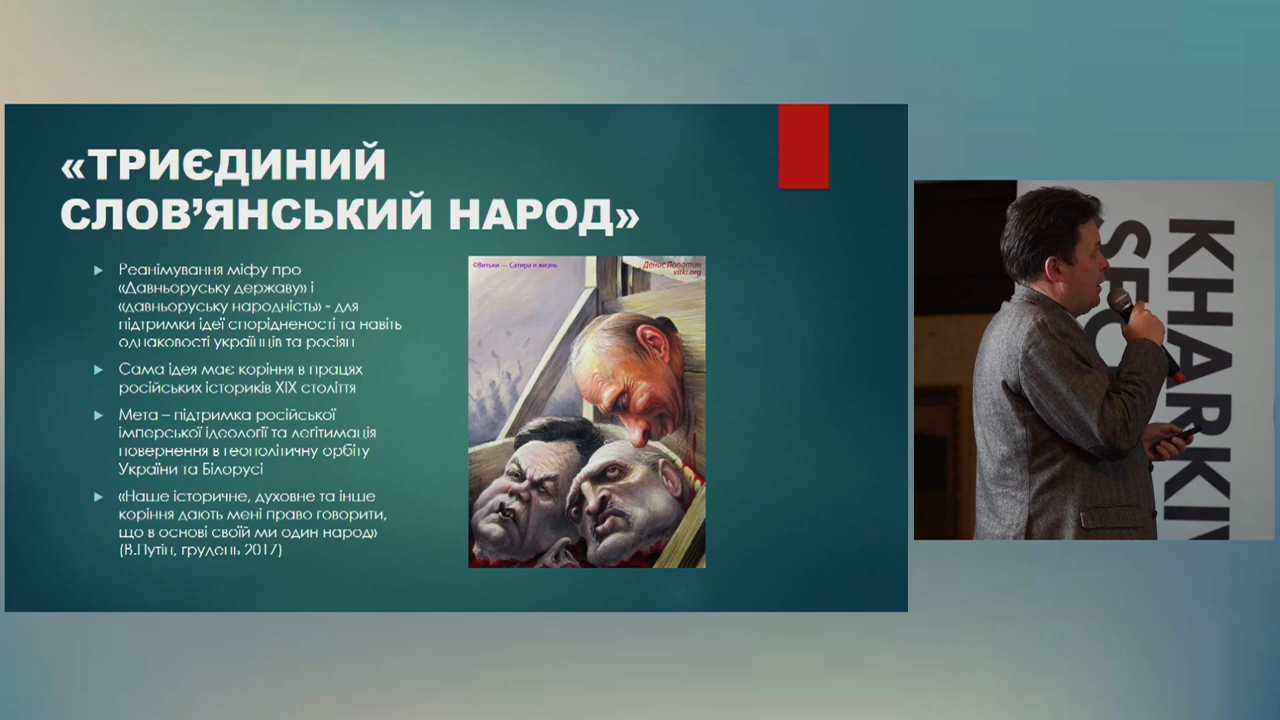 «ТРИЄДИНИЙ
СЛОВ’ЯНСЬКИЙ НАРОД»
Реанімування міфу про
«Давньоруську державу» і
«давньоруську народність» - для
підтримки ідеї спорідненості та навіть
однаковості українців та росіян
Сама ідея має коріння в працях
російських істориків XIX століття
Мета – підтримка російської
імперської ідеології та легітимація
повернення в геополітичну орбіту
України та Білорусі
«Наше історичне, духовне та інше
коріння дають мені право говорити,
що в основі своїй ми один народ»
(В.Путін, грудень 2017)
©Витьки — Сатира и жизнь
Денис Лопатин
vitki.org
KHARKIV